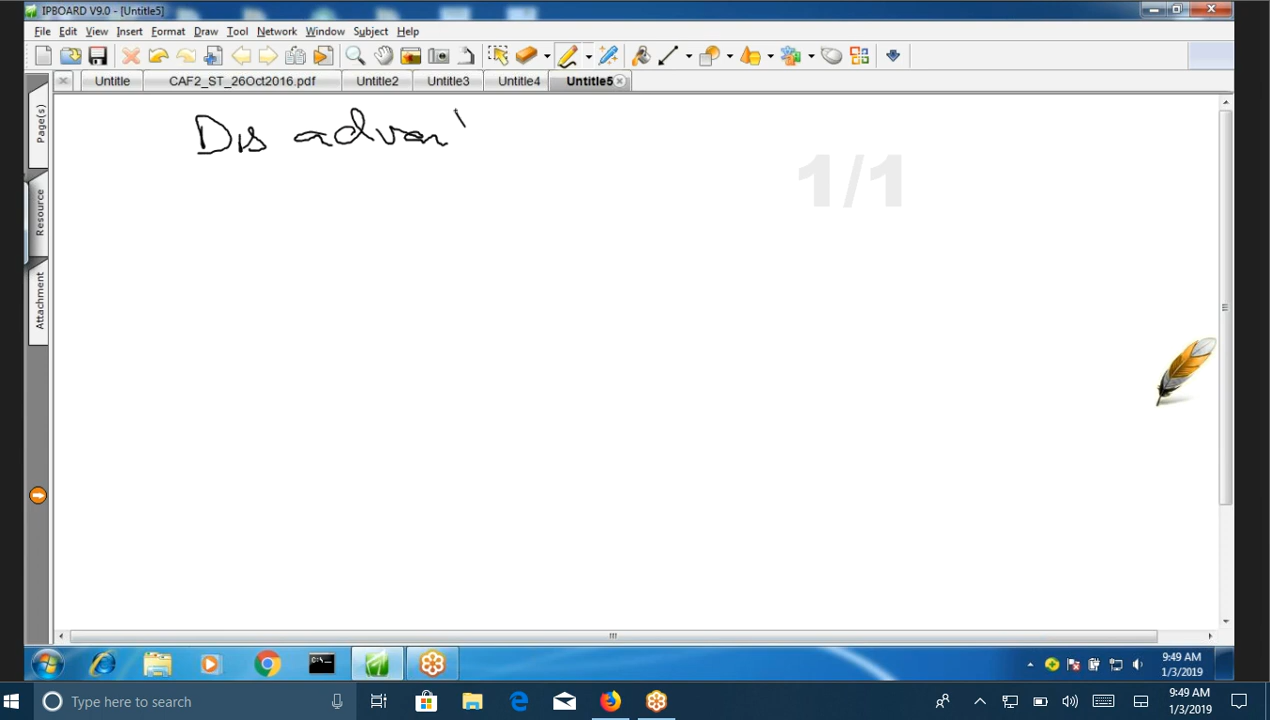 IPBOARD V9.0 - [Untitle5]
File Edit View Insert Format Draw Tool Network Window Subject Help
Untitle CAF2_ST_26Oct2016.pdf Untitle2 Untitle3 Untitle4 Untitle5
Page(s)
Resource
Attachment
Dis advan
1/1
9:49 AM
1/3/2019
Type here to search
9:49 AM
1/3/2019